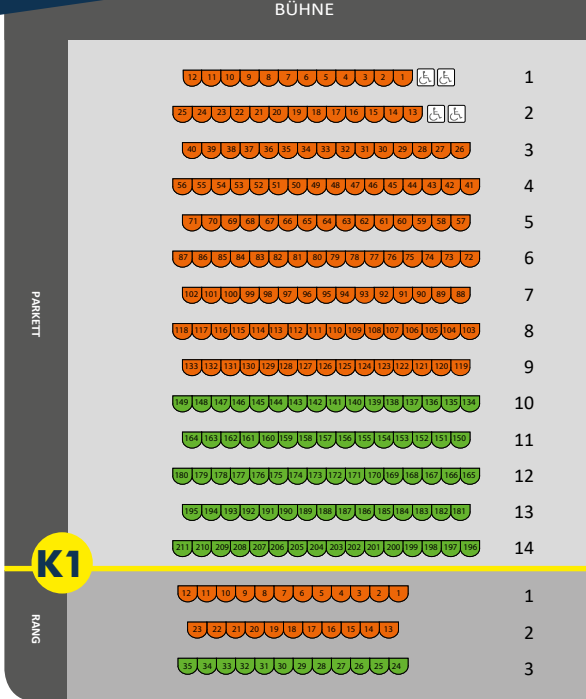 BÜHNE
12 11 10 9 8 7 6 5 4 3 2 1 1
25 24 23 22 21 20 19 18 17 16 15 14 13 2
40 39 38 37 36 35 34 33 32 31 30 29 28 27 26 3
56 55 54 53 52 51 50 49 48 47 46 45 44 43 42 41 4
71 70 69 68 67 66 65 64 63 62 61 60 59 58 57 5
87 86 85 84 83 82 81 80 79 78 77 76 75 74 73 72 6
PARKETT
102 101 100 99 98 97 96 95 94 93 92 91 90 89 88 7
118 117 116 115 114 113 112 111 110 109 108 107 106 105 104 103 8
133 132 131 130 129 128 127 126 125 124 123 122 121 120 119 9
149 148 147 146 145 144 143 142 141 140 139 138 137 136 135 134 10
164 163 162 161 160 159 158 157 156 155 154 153 152 151 150 11
180 179 178 177 176 175 174 173 172 171 170 169 168 167 166 165 12
195 194 193 192 191 190 189 188 187 186 185 184 183 182 181 13
211 210 209 208 207 206 205 204 203 202 201 200 199 198 197 196 14
K1
12 11 10 9 8 7 6 5 4 3 2 1 1
RANG
23 22 21 20 19 18 17 16 15 14 13 2
35 34 33 32 31 30 29 28 27 26 25 24 3